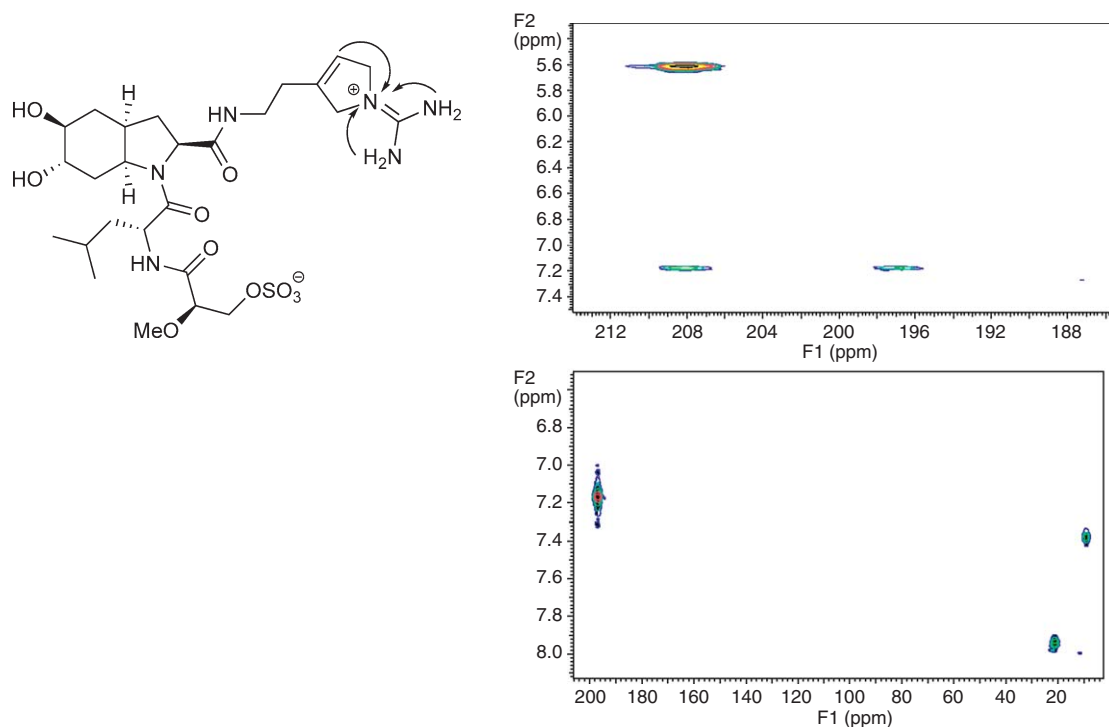 HO
HO
H
H
N
H
N
O
O
H
N
O
MeO
OSO3⊖
⊕
N
NH2
H2N
F2
(ppm)
5.6
5.8
6.0
6.2
6.4
6.6
6.8
7.0
7.2
7.4
212 208 204 200 196 192 188
F1 (ppm)
F2
(ppm)
6.8
7.0
7.2
7.4
7.6
7.8
8.0
200 180 160 140 120 100 80 60 40 20
F1 (ppm)